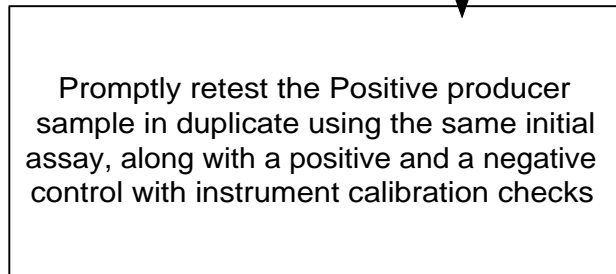 Promptly retest the Positive producer
sample in duplicate using the same initial
assay, along with a positive and a negative
control with instrument calibration checks